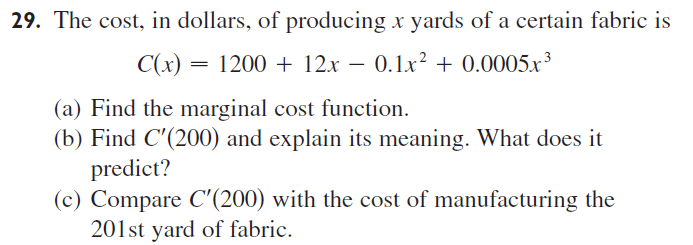 29. The cost, in dollars, of producing x yards of a certain fabric is
C(x) = 1200 + 12x − 0.1x² + 0.0005x³
(a) Find the marginal cost function.
(b) Find C′(200) and explain its meaning. What does it
predict?
(c) Compare C′(200) with the cost of manufacturing the
201st yard of fabric.